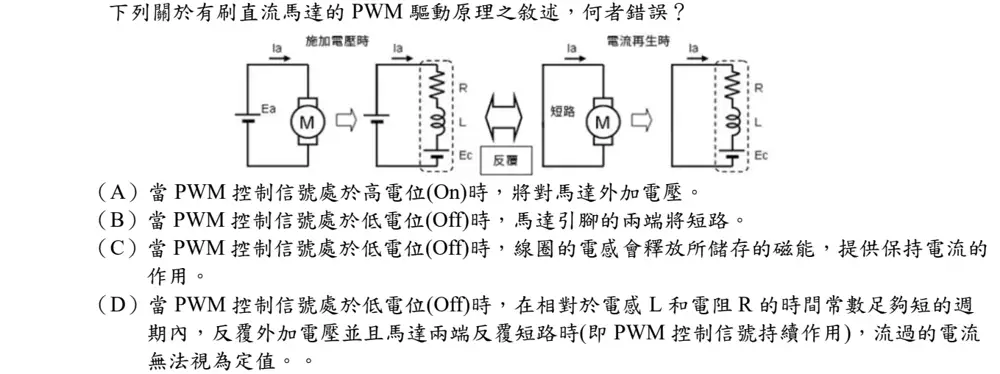 下列關於有刷直流馬達的 PWM 驅動原理之敘述，何者錯誤？
施加電壓時
電流再生時
Ia
Ia
Ia
Ia
Ea
M
R
L
Ec
反覆
短路
M
R
L
Ec
（A）當 PWM 控制信號處於高電位(On)時，將對馬達外加電壓。
（B）當 PWM 控制信號處於低電位(Off)時，馬達引腳的兩端將短路。
（C）當 PWM 控制信號處於低電位(Off)時，線圈的電感會釋放所儲存的磁能，提供保持電流的
作用。
（D）當 PWM 控制信號處於低電位(Off)時，在相對於電感 L 和電阻 R 的時間常數足夠短的週
期內，反覆外加電壓並且馬達兩端反覆短路時(即 PWM 控制信號持續作用)，流過的電流
無法視為定值。。